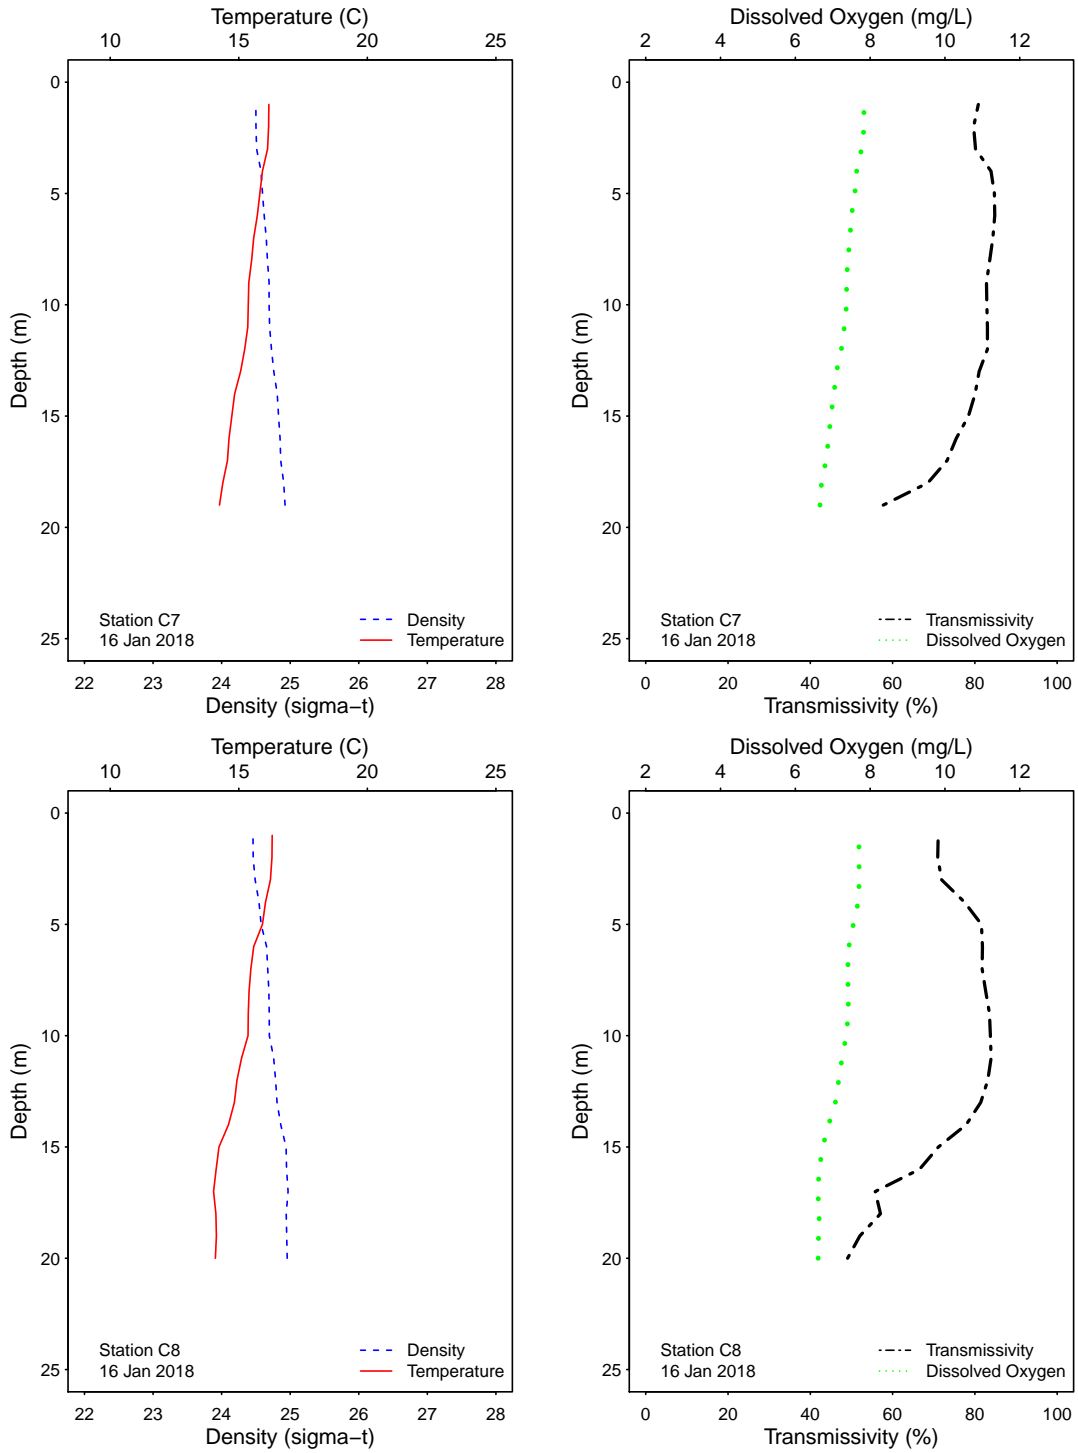 Temperature (C)
10 15 20 25
0
5
10
15
20
25
Depth (m)
Station C7
16 Jan 2018
Density
Temperature
22 23 24 25 26 27 28
Density (sigma−t)
Dissolved Oxygen (mg/L)
2 4 6 8 10 12
0
5
10
15
20
25
Depth (m)
Station C7
16 Jan 2018
Transmissivity
Dissolved Oxygen
0 20 40 60 80 100
Transmissivity (%)
Temperature (C)
10 15 20 25
0
5
10
15
20
25
Depth (m)
Station C8
16 Jan 2018
Density
Temperature
22 23 24 25 26 27 28
Density (sigma−t)
Dissolved Oxygen (mg/L)
2 4 6 8 10 12
0
5
10
15
20
25
Depth (m)
Station C8
16 Jan 2018
Transmissivity
Dissolved Oxygen
0 20 40 60 80 100
Transmissivity (%)